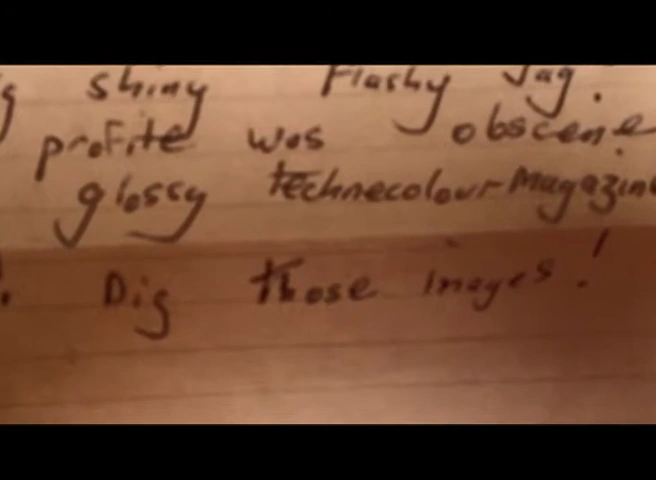 shiny Flashy Jag.
profite was obscene
glossy technecolour Magazine
. Dig those images!